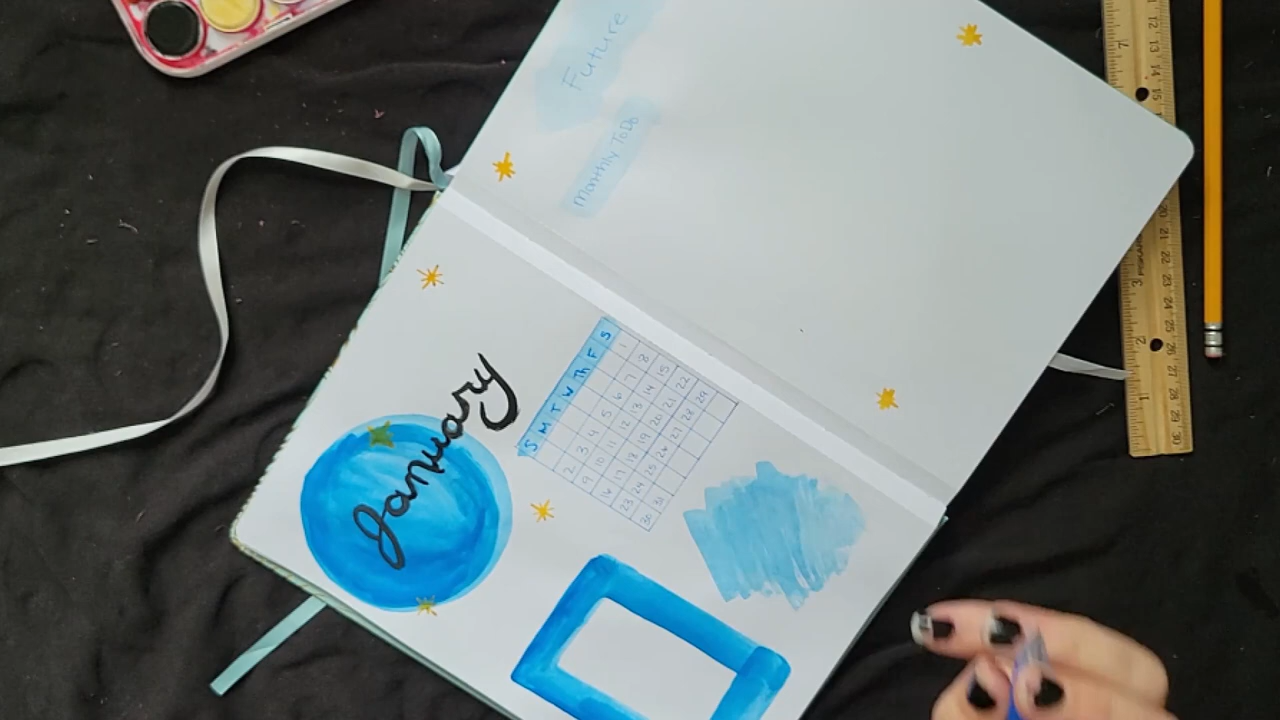 Future
Monthly To Do
January
S M T W Th F S
1
2 3 4 5 6 7 8
9 10 11 12 13 14 15
16 17 18 19 20 21 22
23 24 25 26 27 28 29
30 31